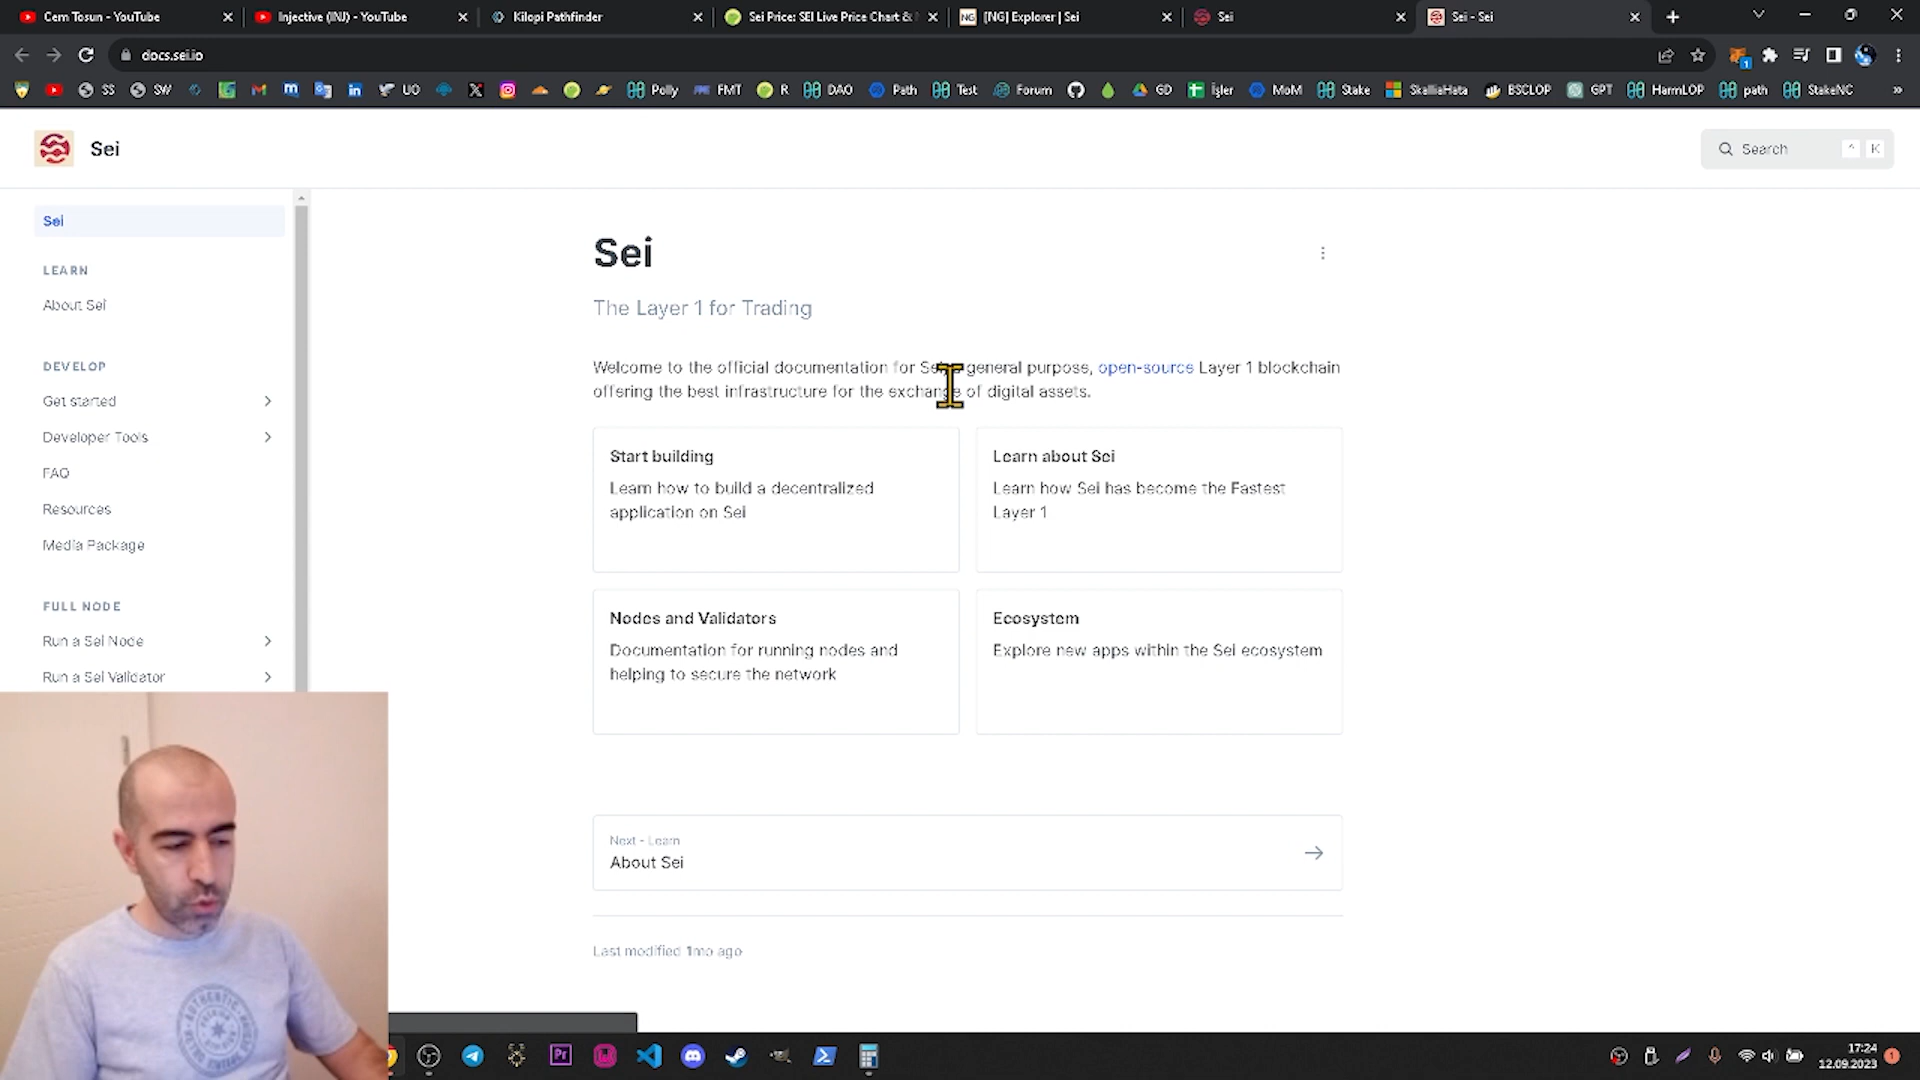 Cem Tosun - YouTube
Injective (INJ) - YouTube
Kilopi Pathfinder
Sei Price: SEI Live Price Chart &
[NG] Explorer | Sei
Sei
Sei - Sei
docs.sei.io
SS
SW
UO
Polly
FMT
R
DAO
Path
Test
Forum
GD
İşler
MoM
Stake
SkalliaHata
BSCLOP
GPT
HarmLOP
path
StakeNC
Sei
Search
^ K
Sei
LEARN
About Sei
DEVELOP
Get started
Developer Tools
FAQ
Resources
Media Package
FULL NODE
Run a Sei Node
Run a Sei Validator
Sei
The Layer 1 for Trading
Welcome to the official documentation for general purpose, open-source Layer 1 blockchain
offering the best infrastructure for the exchange of digital assets.
Start building
Learn how to build a decentralized
application on Sei
Learn about Sei
Learn how Sei has become the Fastest
Layer 1
Nodes and Validators
Documentation for running nodes and
helping to secure the network
Ecosystem
Explore new apps within the Sei ecosystem
Next - Learn
About Sei
Last modified 1mo ago
AUTHENTIC
Pr
17:24
12.09.2023
1